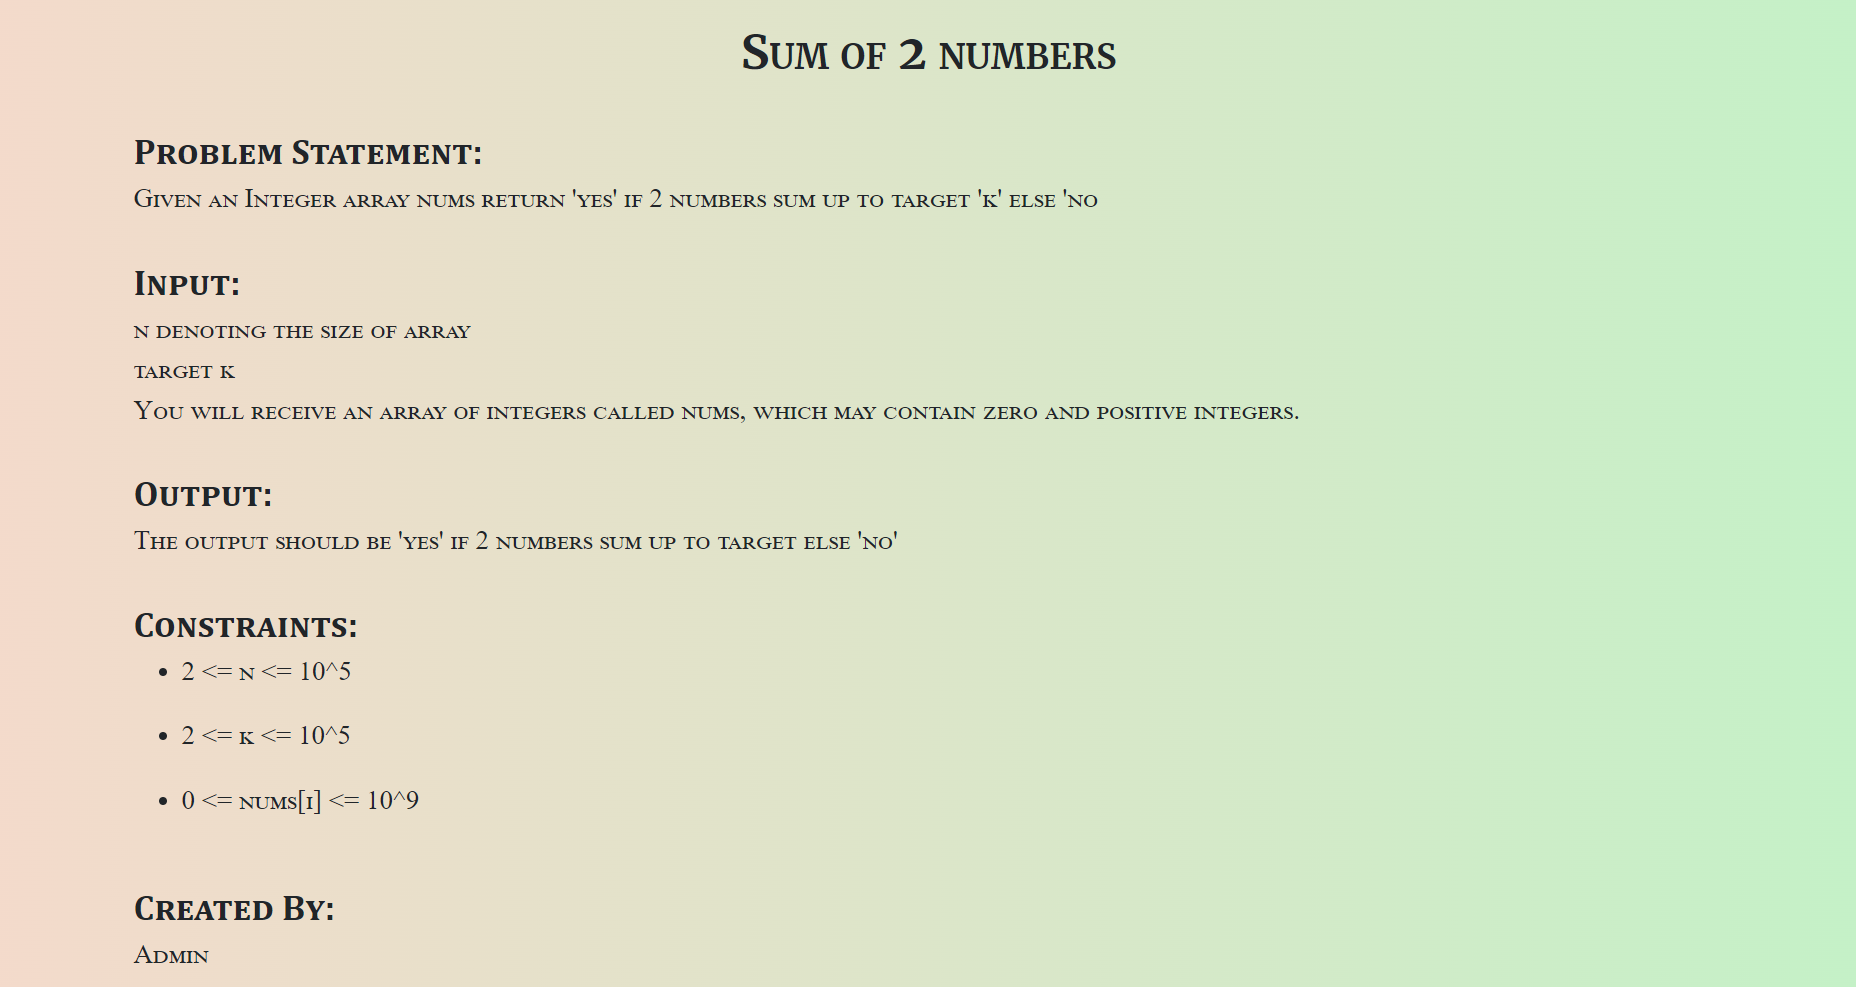 Sum of 2 numbers
Problem Statement:
Given an Integer array nums return 'yes' if 2 numbers sum up to target 'k' else 'no
Input:
n denoting the size of array
target k
You will receive an array of integers called nums, which may contain zero and positive integers.
Output:
The output should be 'yes' if 2 numbers sum up to target else 'no'
Constraints:
• 2 <= n <= 10^5
• 2 <= k <= 10^5
• 0 <= nums[i] <= 10^9
Created By:
Admin